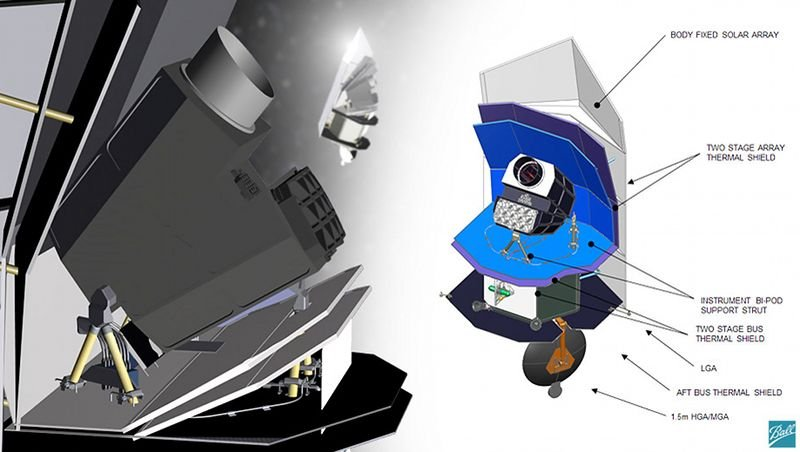 BODY FIXED SOLAR ARRAY
TWO STAGE ARRAY
THERMAL SHIELD
INSTRUMENT BI-POD
SUPPORT STRUT
TWO STAGE BUS
THERMAL SHIELD
LGA
AFT BUS THERMAL SHIELD
1.5m HGA/MGA
Ball